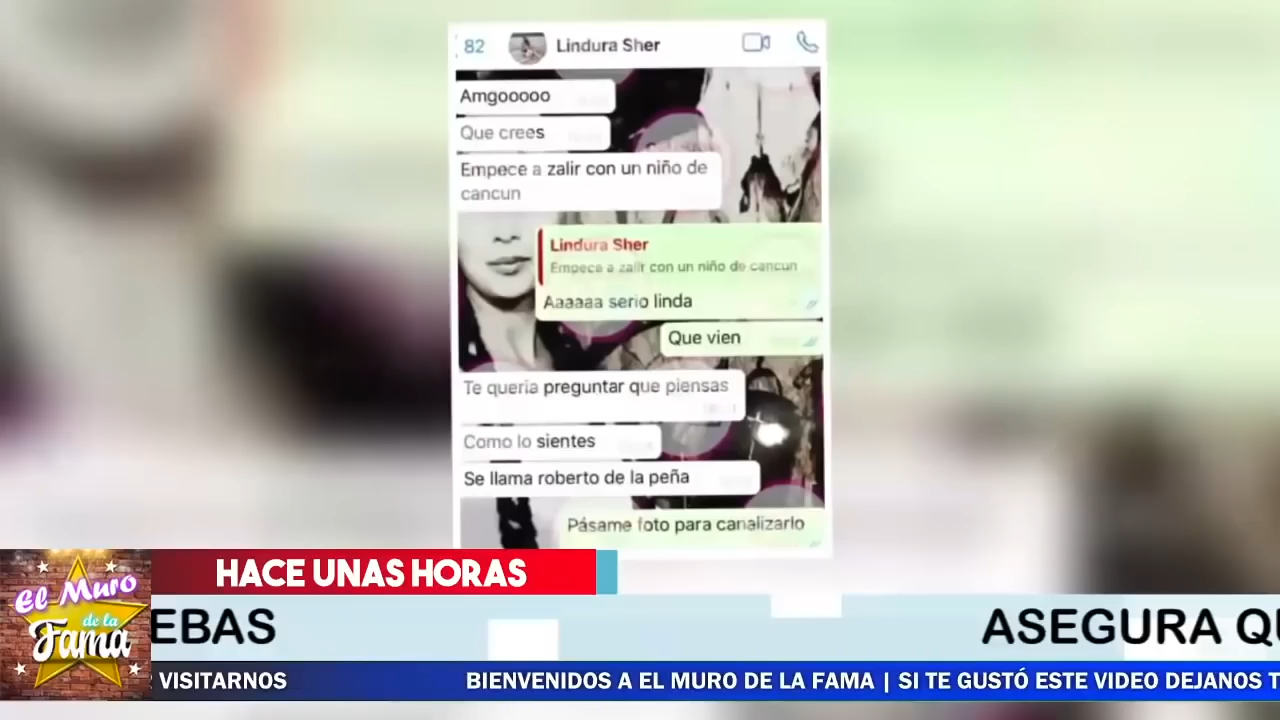 82
Lindura Sher
Amgooooo
Que crees
Empece a zalir con un niño de
cancun
Lindura Sher
Empece a zalir con un niño de cancun
Aaaaaa serio linda
Que vien
Te queria preguntar que piensas
Como lo sientes
Se llama roberto de la peña
Pásame foto para canalizarlo
HACE UNAS HORAS
El Muro
de la
Fama
EBAS
ASEGURA QU
VISITARNOS
BIENVENIDOS A EL MURO DE LA FAMA | SI TE GUSTÓ ESTE VIDEO DEJANOS T